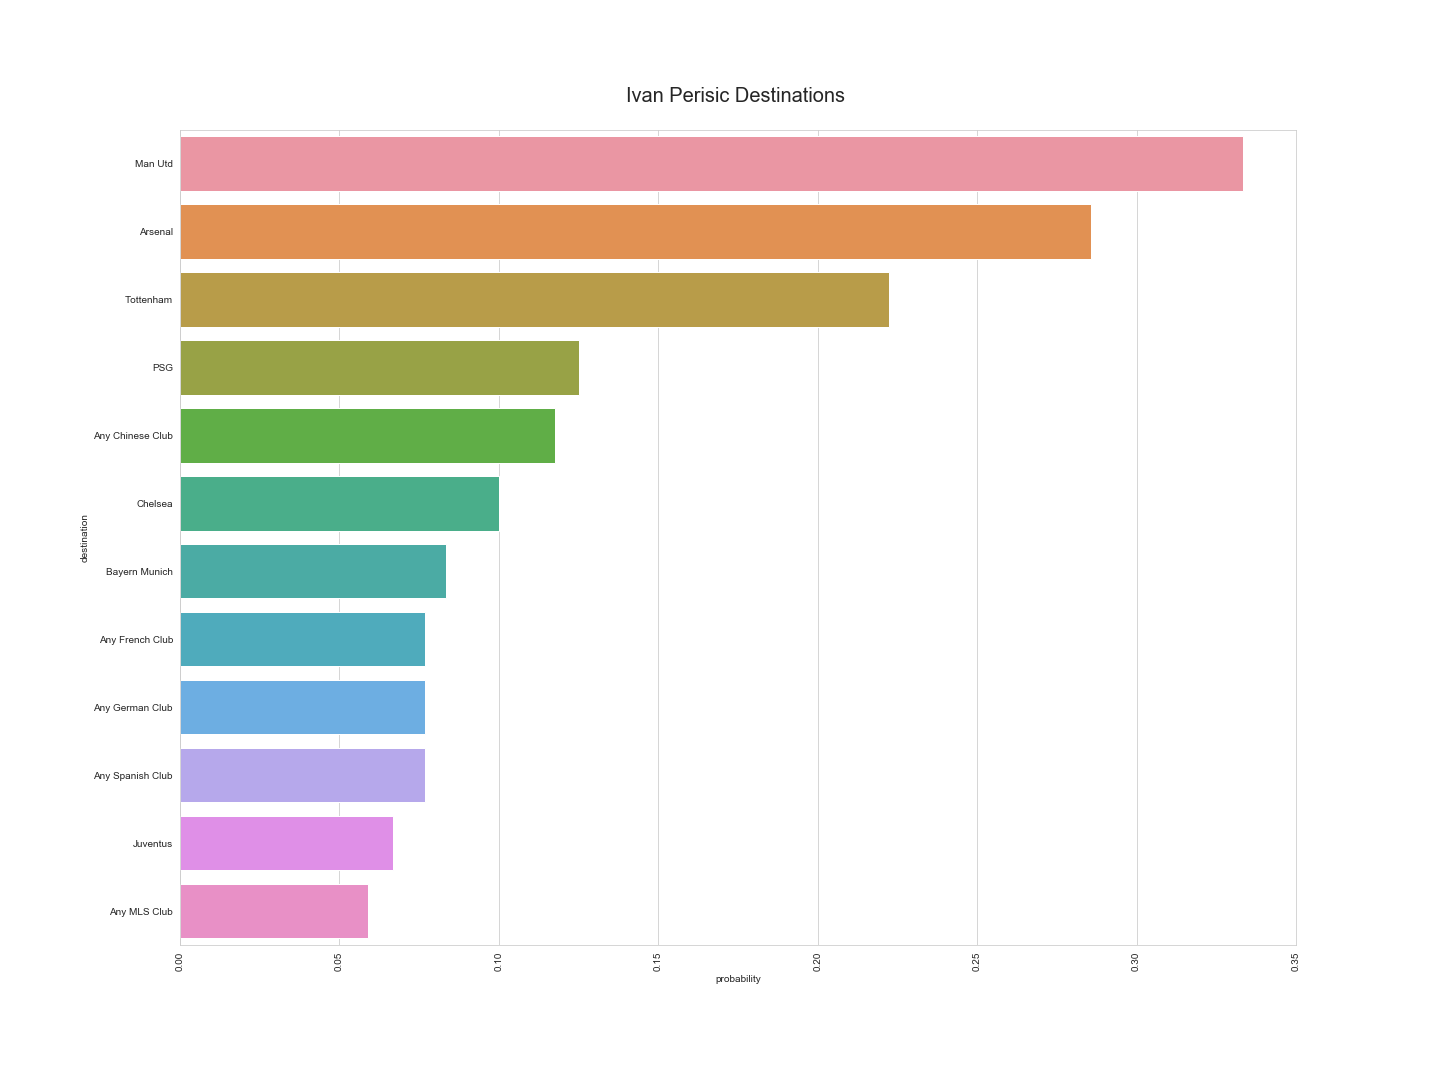 Ivan Perisic Destinations
Man Utd
Arsenal
Tottenham
PSG
Any Chinese Club
Chelsea
Bayern Munich
Any French Club
Any German Club
Any Spanish Club
Juventus
Any MLS Club
destination
0.00
0.05
0.10
0.15
0.20
0.25
0.30
0.35
probability